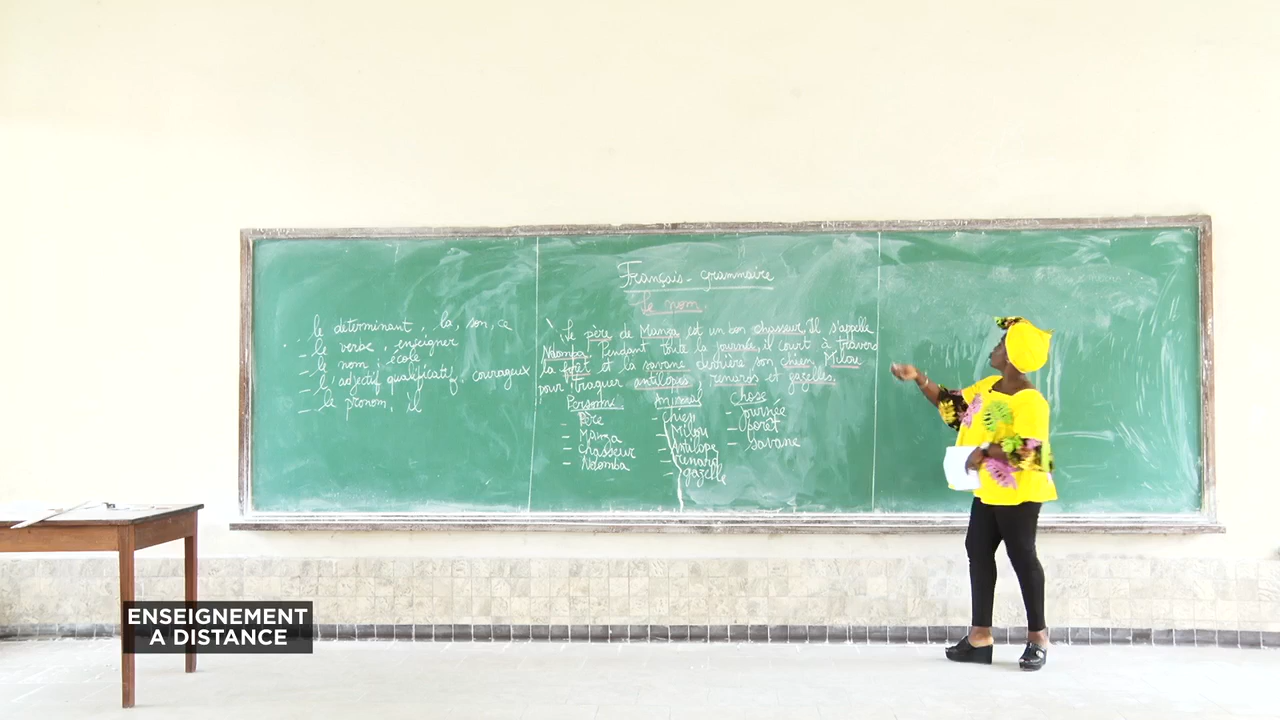 le determinant, la, son, ce
- le verbe, enseigner
- le nom; école
- l'adjectif qualificatif, courageux
- le pronom, il
Français - grammaire
Le nom.
Le père de Manza est un bon chasseur. Il s'appelle
Ndomba. Pendant toute la journée, il court à travers
la foret et la savane derrière son chien Milou
pour traquer antilopes, renards et gazelles.
Personne Animal Chose
- Père - Chien - Journée
- Manza - Milou - Foret
- Chasseur - Antilope - Savane
- Ndomba - renard
- gazelle
ENSEIGNEMENT
A DISTANCE